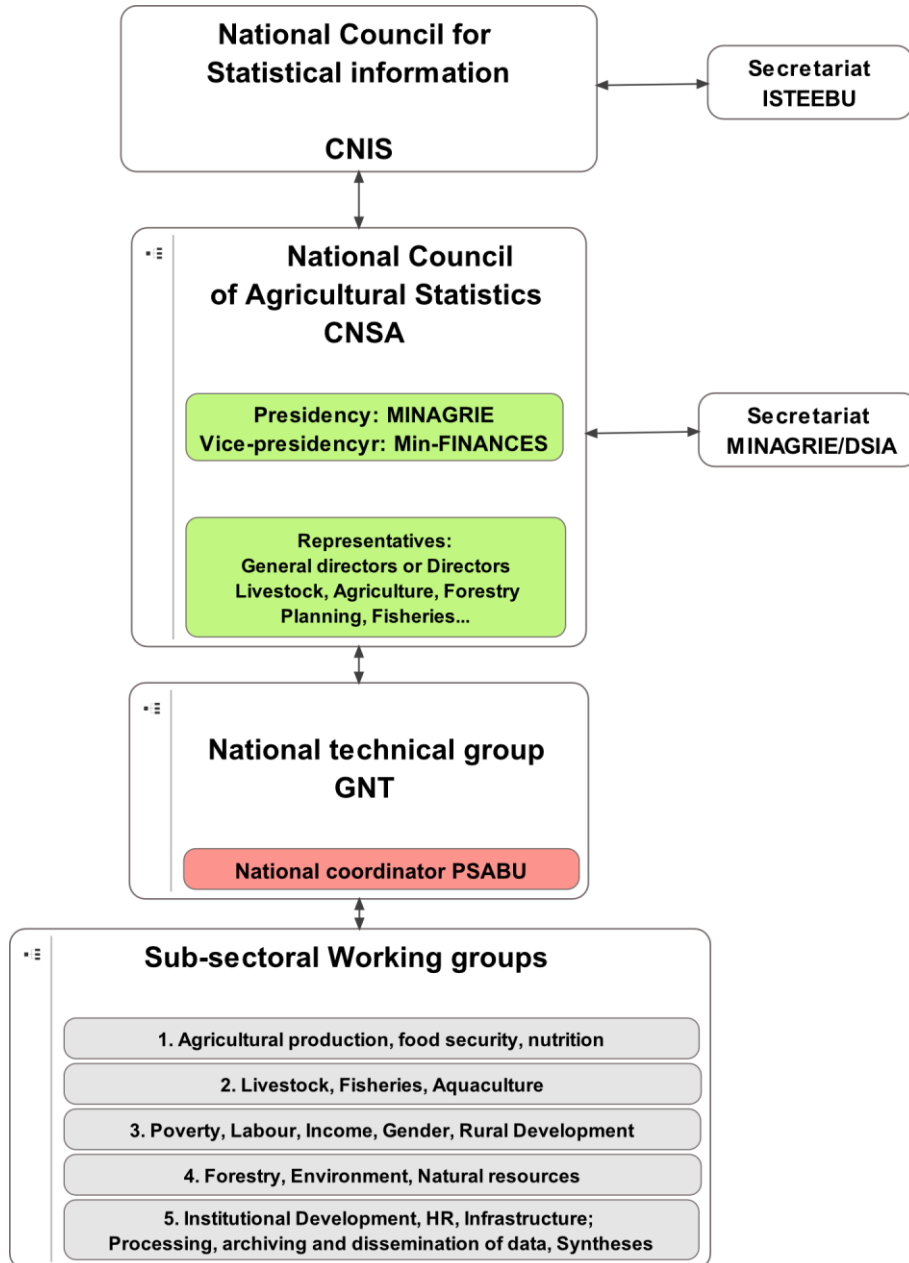 National Council for
Statistical information
CNIS
Secretariat
ISTEEBU
National Council
of Agricultural Statistics
CNSA
Presidency: MINAGRIE
Vice-presidencyr: Min-FINANCES
Secretariat
MINAGRIE/DSIA
Representatives:
General directors or Directors
Livestock, Agriculture, Forestry
Planning, Fisheries...
National technical group
GNT
National coordinator PSABU
Sub-sectoral Working groups
1. Agricultural production, food security, nutrition
2. Livestock, Fisheries, Aquaculture
3. Poverty, Labour, Income, Gender, Rural Development
4. Forestry, Environment, Natural resources
5. Institutional Development, HR, Infrastructure;
Processing, archiving and dissemination of data, Syntheses